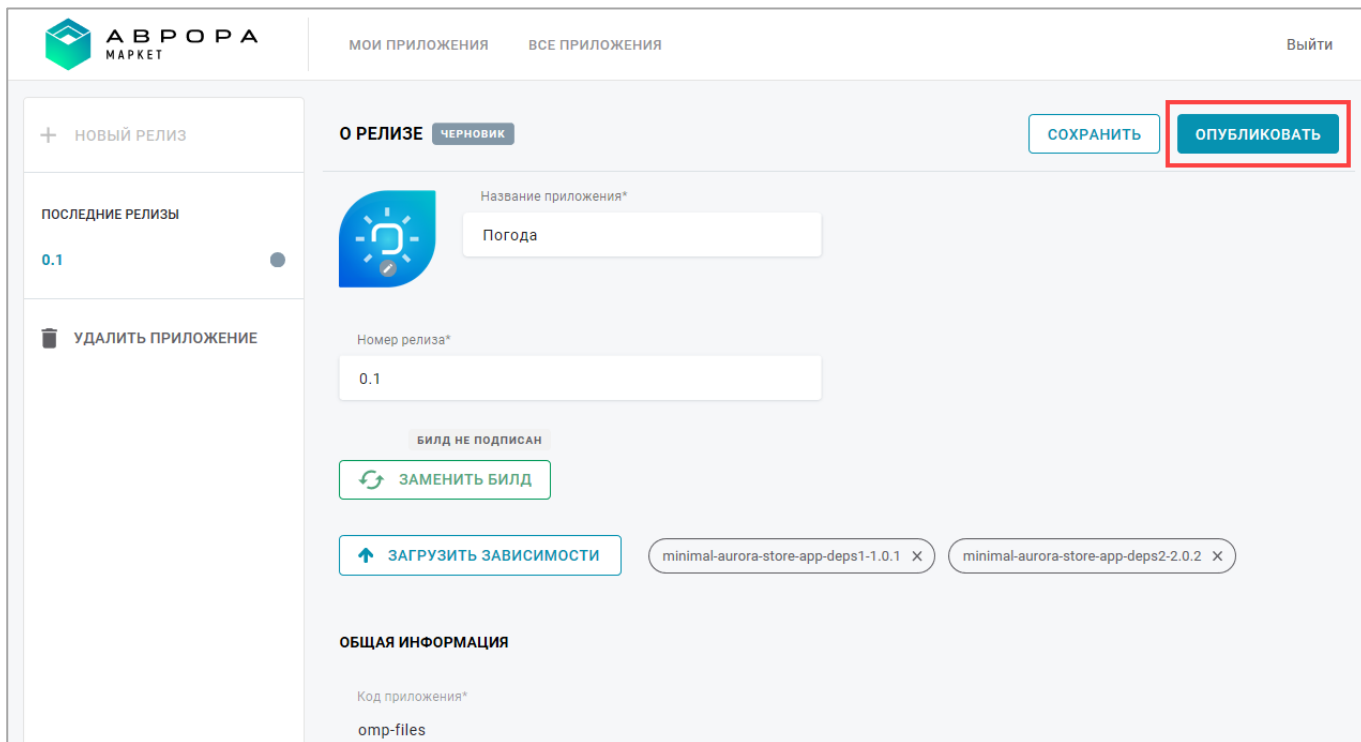 АВРОРА
МАРКЕТ
МОИ ПРИЛОЖЕНИЯ ВСЕ ПРИЛОЖЕНИЯ Выйти
НОВЫЙ РЕЛИЗ
ПОСЛЕДНИЕ РЕЛИЗЫ
0.1
УДАЛИТЬ ПРИЛОЖЕНИЕ
О РЕЛИЗЕ ЧЕРНОВИК СОХРАНИТЬ ОПУБЛИКОВАТЬ
Название приложения*
Погода
Номер релиза*
0.1
БИЛД НЕ ПОДПИСАН
ЗАМЕНИТЬ БИЛД
ЗАГРУЗИТЬ ЗАВИСИМОСТИ minimal-aurora-store-app-deps1-1.0.1 minimal-aurora-store-app-deps2-2.0.2
ОБЩАЯ ИНФОРМАЦИЯ
Код приложения*
omp-files